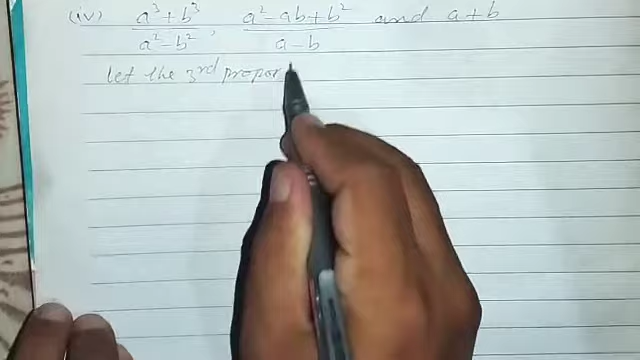 (iv) a³ + b³ / a² - b² , a² - ab + b² / a - b and a + b
let the 3rd propor